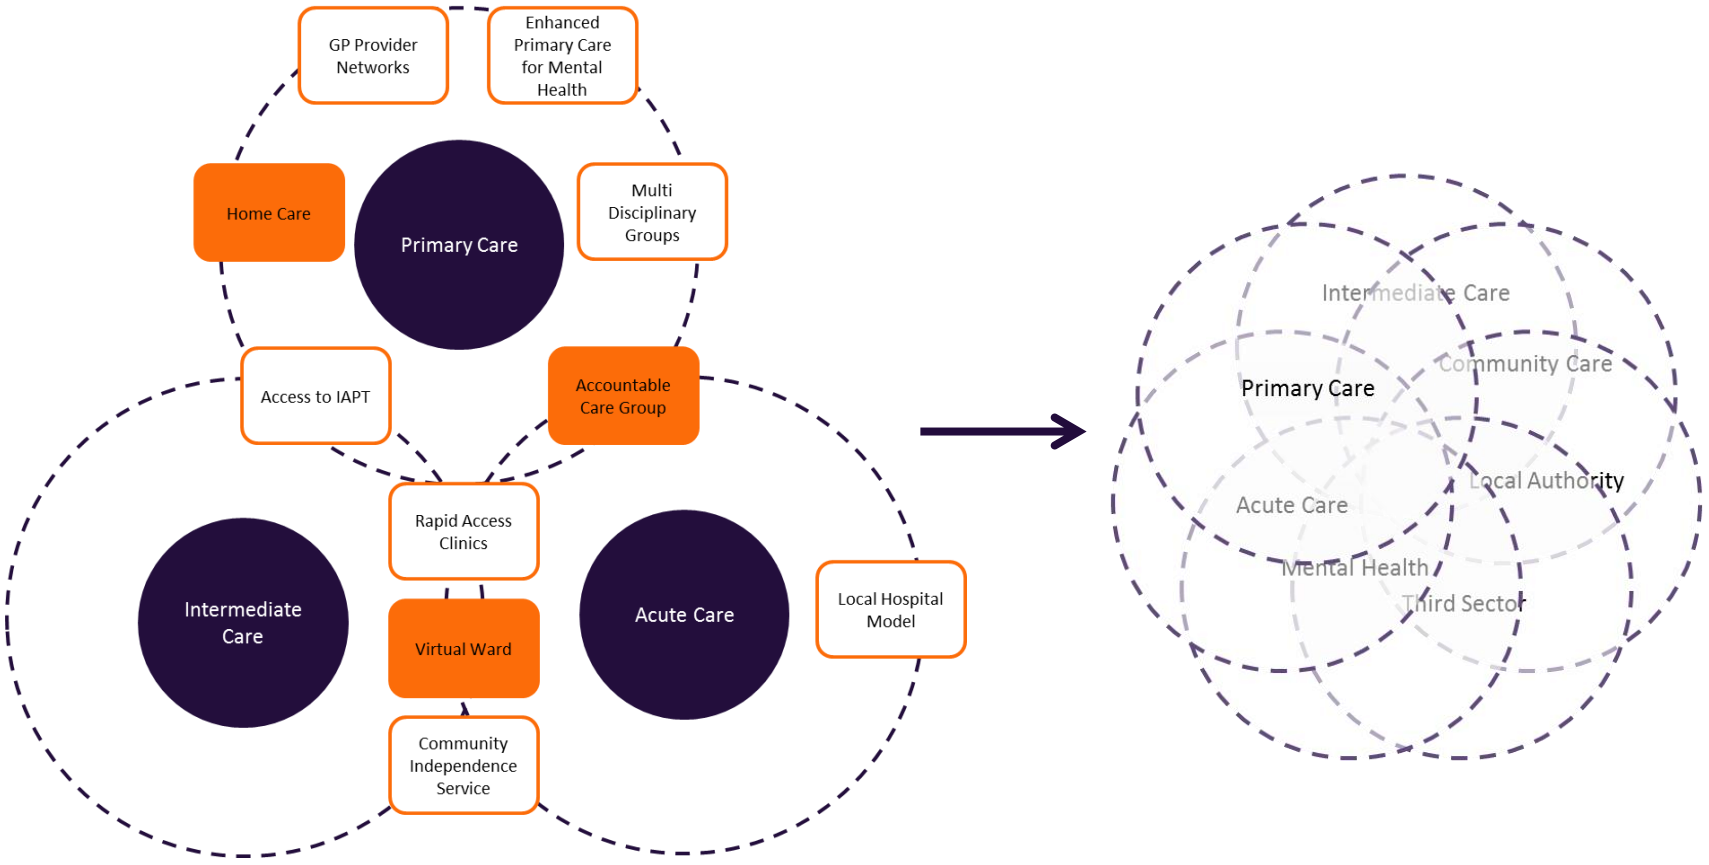 GP Provider
Networks
Enhanced
Primary Care
for Mental
Health
Home Care
Primary Care
Multi
Disciplinary
Groups
Access to IAPT
Accountable
Care Group
Rapid Access
Clinics
Intermediate
Care
Virtual Ward
Acute Care
Local Hospital
Model
Community
Independence
Service
Intermediate Care
Community Care
Primary Care
Local Authority
Acute Care
Mental Health
Third Sector